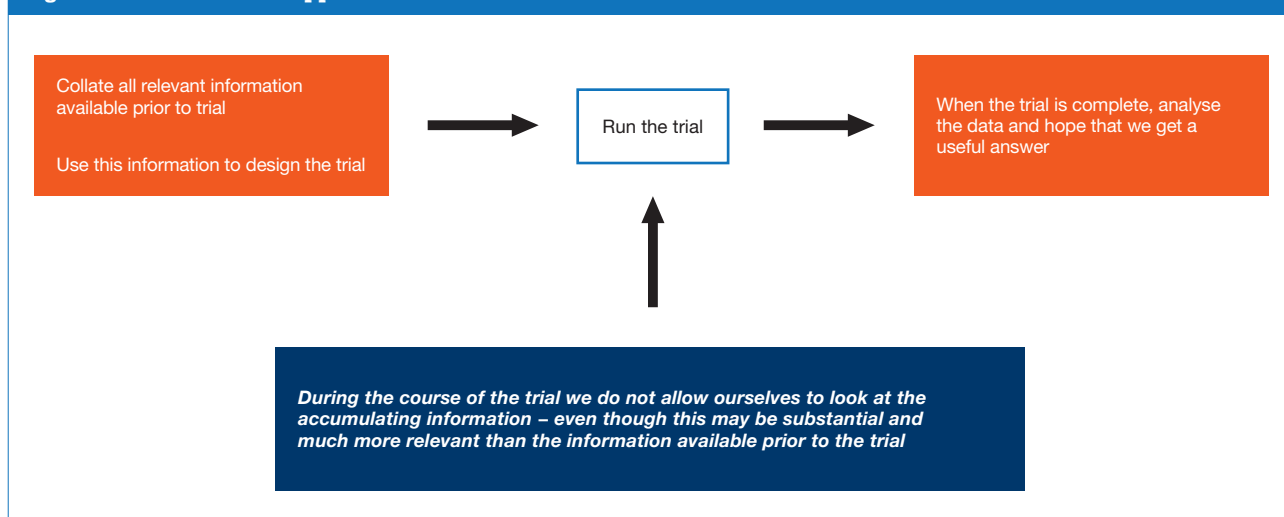 Collate all relevant information
available prior to trial
Use this information to design the trial
Run the trial
When the trial is complete, analyse
the data and hope that we get a
useful answer
During the course of the trial we do not allow ourselves to look at the
accumulating information – even though this may be substantial and
much more relevant than the information available prior to the trial